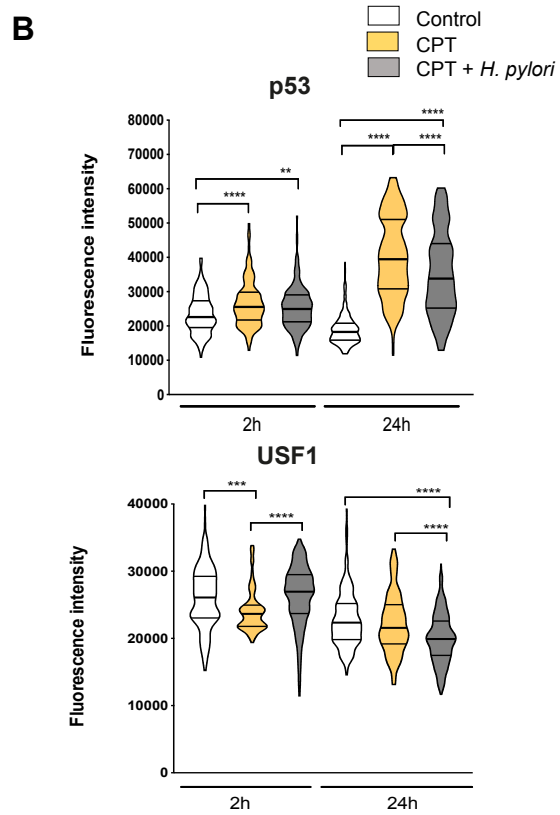 B
Control
CPT
CPT + H. pylori
p53
Fluorescence intensity
80000
70000
60000
50000
40000
30000
20000
10000
0
**
****
****
****
****
2h
24h
USF1
Fluorescence intensity
40000
30000
20000
10000
0
***
****
****
****
2h
24h